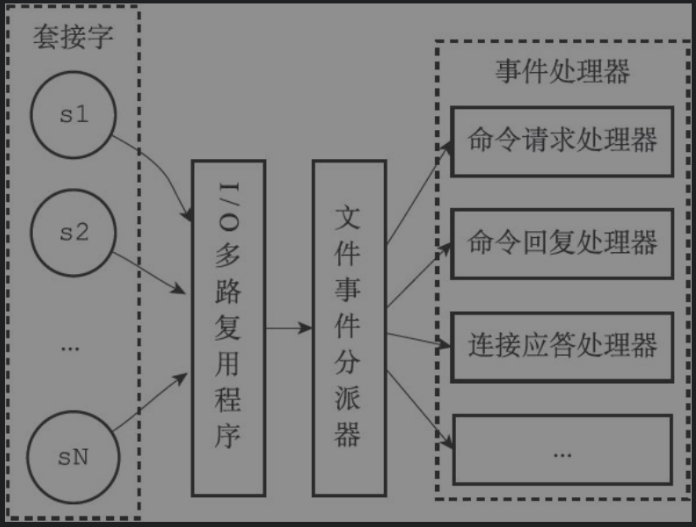 套接字
s1
s2
...
sN
I/O多路复用程序
文件事件分派器
事件处理器
命令请求处理器
命令回复处理器
连接应答处理器
...